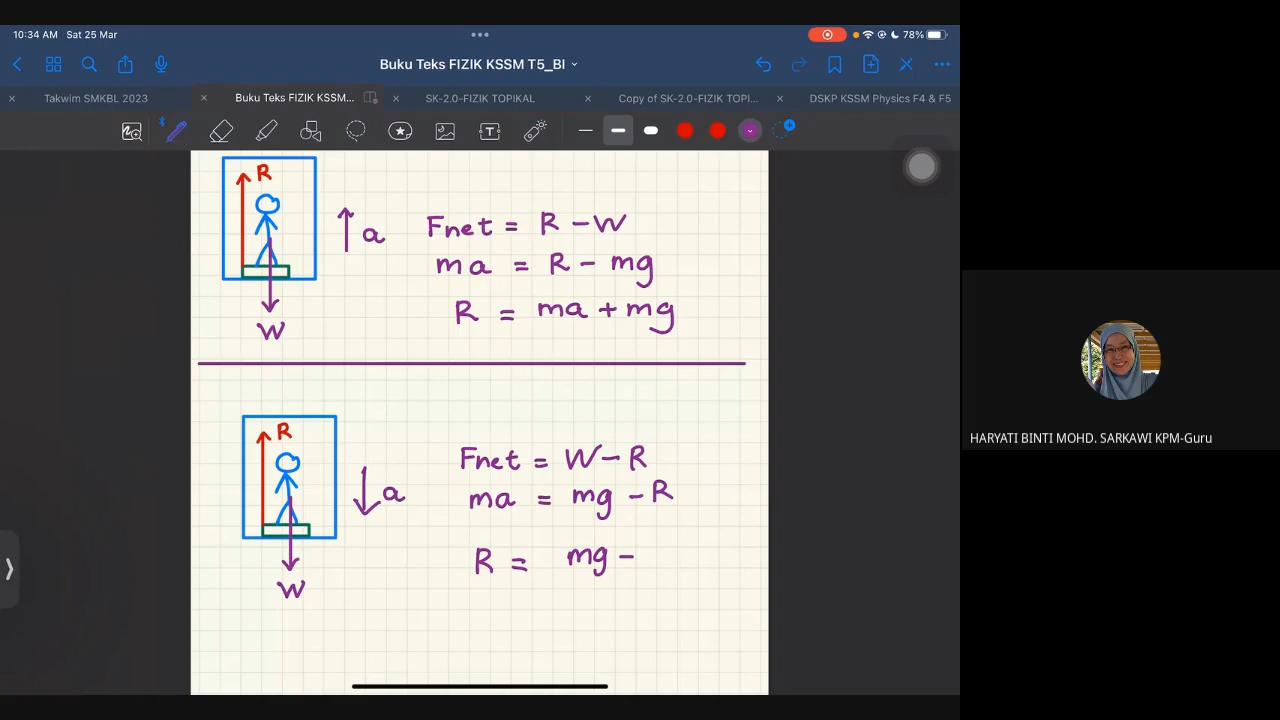 10:34 AM Sat 25 Mar
78%
Buku Teks FIZIK KSSM T5_BI
Takwim SMKBL 2023
Buku Teks FIZIK KSSM...
SK-2.0-FIZIK TOPIKAL
Copy of SK-2.0-FIZIK TOPI...
DSKP KSSM Physics F4 & F5
R
a
W
Fnet = R - W
ma = R - mg
R = ma + mg
R
a
W
Fnet = W - R
ma = mg - R
R = mg -
HARYATI BINTI MOHD. SARKAWI KPM-Guru